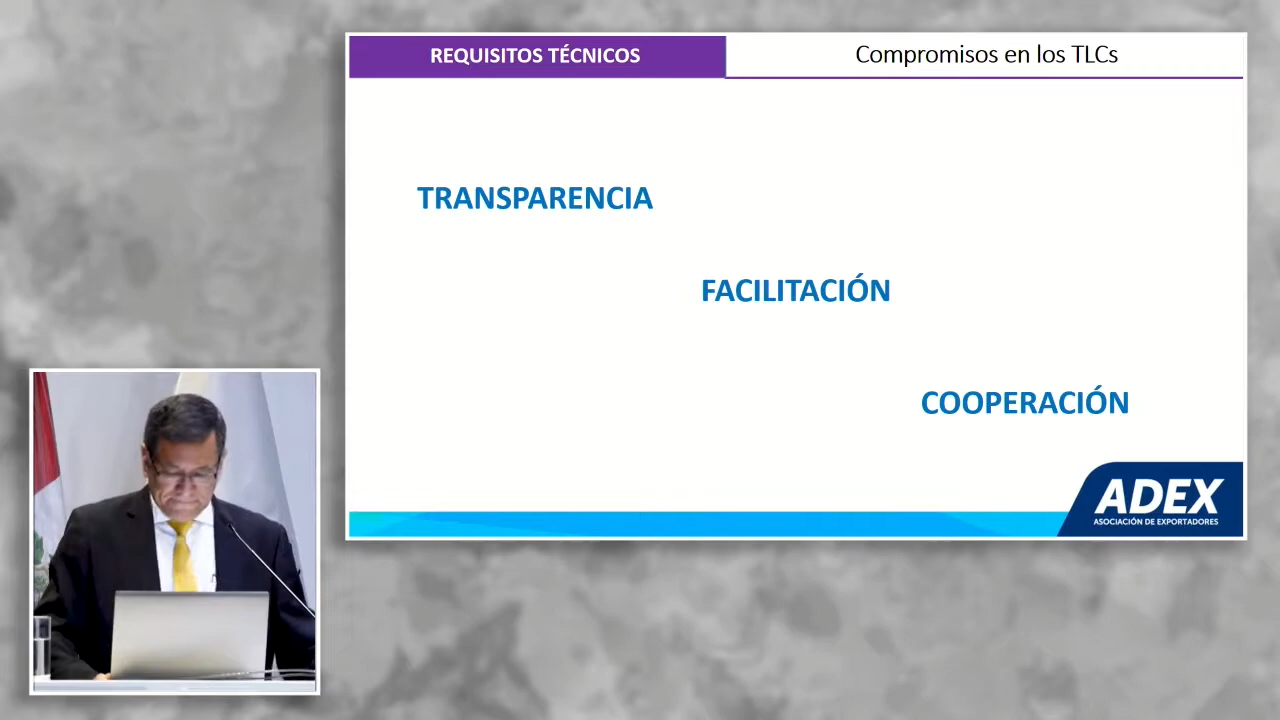 REQUISITOS TÉCNICOS
Compromisos en los TLCs
TRANSPARENCIA
FACILITACIÓN
COOPERACIÓN
ADEX
ASOCIACIÓN DE EXPORTADORES